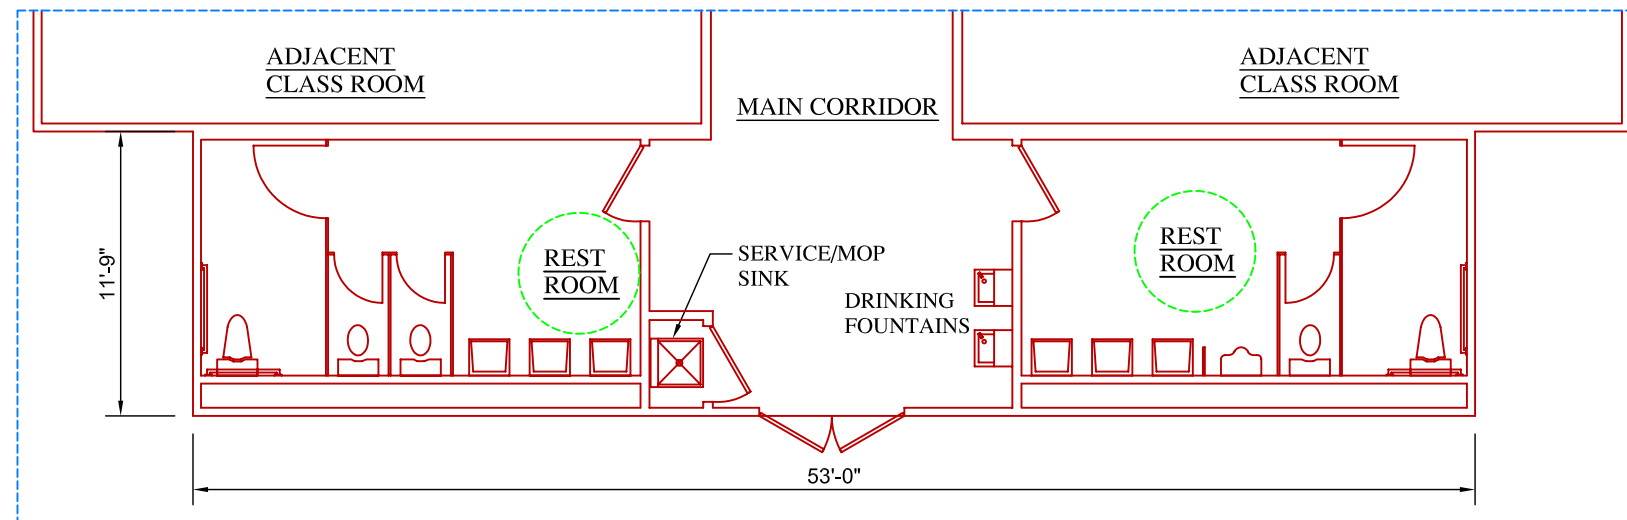 ADJACENT
CLASS ROOM
MAIN CORRIDOR
ADJACENT
CLASS ROOM
11'-9"
REST
ROOM
SERVICE/MOP
SINK
DRINKING
FOUNTAINS
REST
ROOM
53'-0"